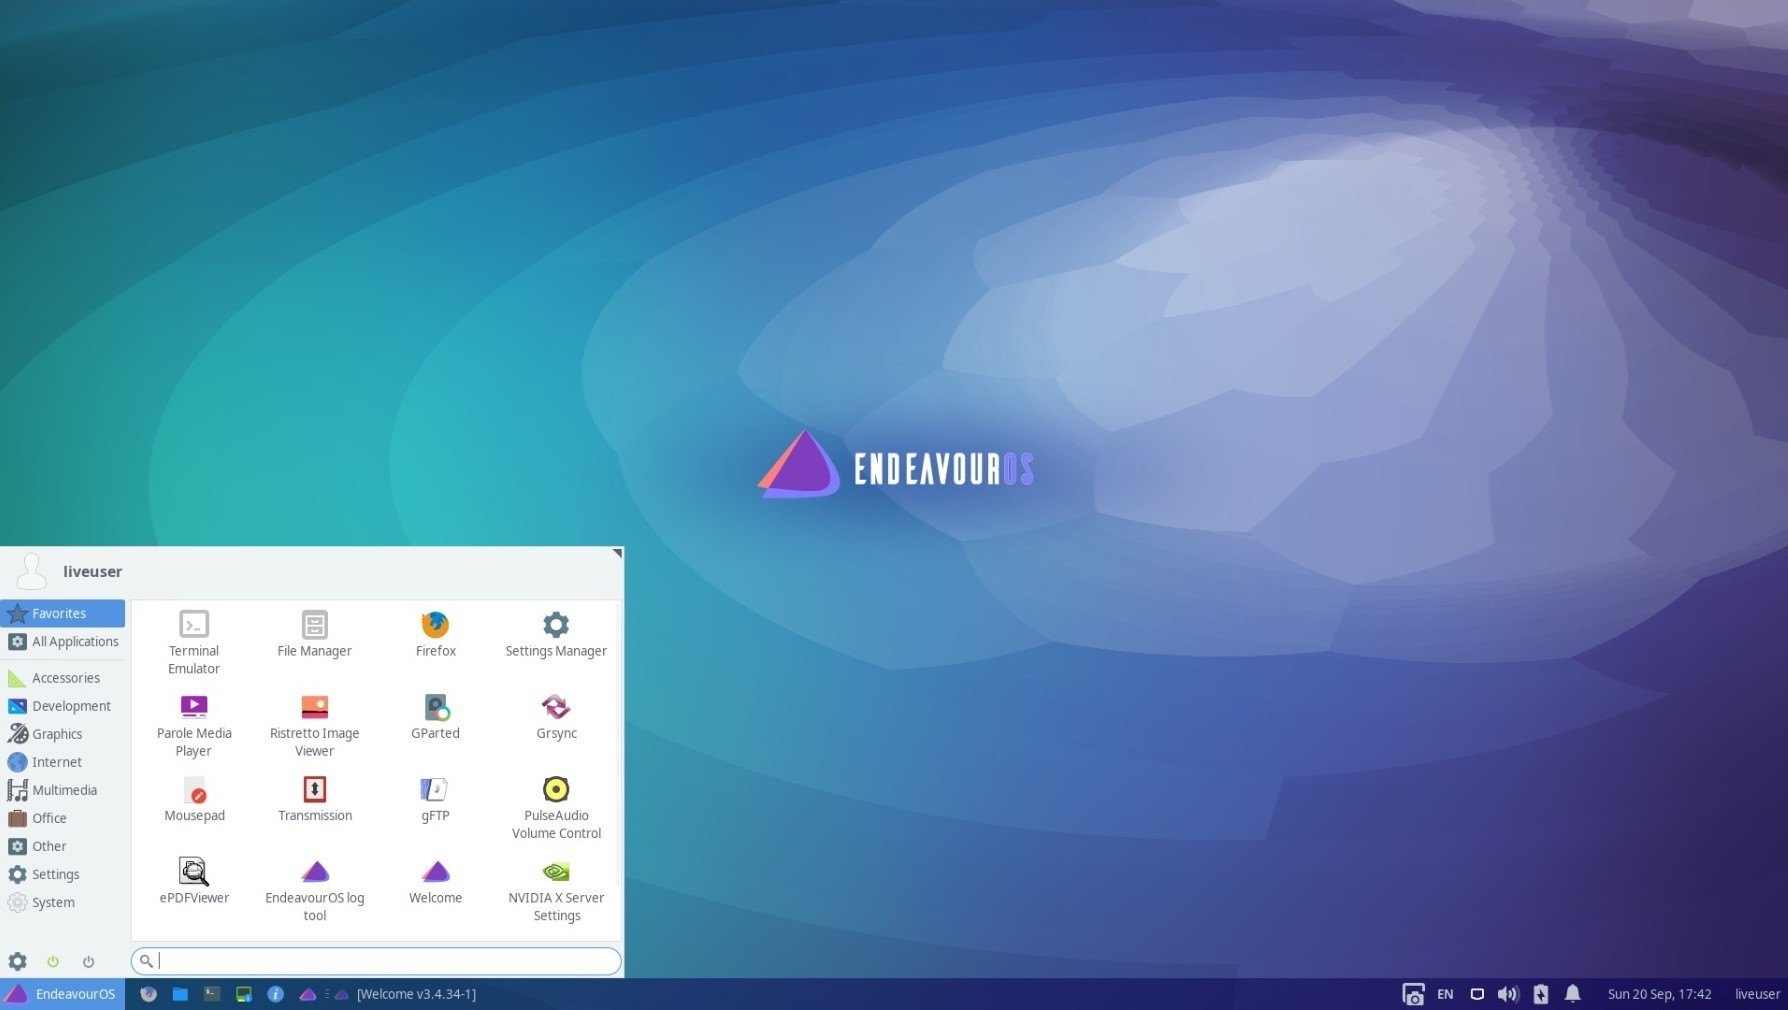 ENDEAVOUROS
liveuser
Favorites
All Applications
Accessories
Development
Graphics
Internet
Multimedia
Office
Other
Settings
System
Terminal
Emulator
File Manager
Firefox
Settings Manager
Parole Media
Player
Ristretto Image
Viewer
GParted
Grsync
Mousepad
Transmission
gFTP
PulseAudio
Volume Control
ePDFViewer
EndeavourOS log
tool
Welcome
NVIDIA X Server
Settings
EndeavourOS
[Welcome v3.4.34-1]
EN
Sun 20 Sep, 17:42
liveuser